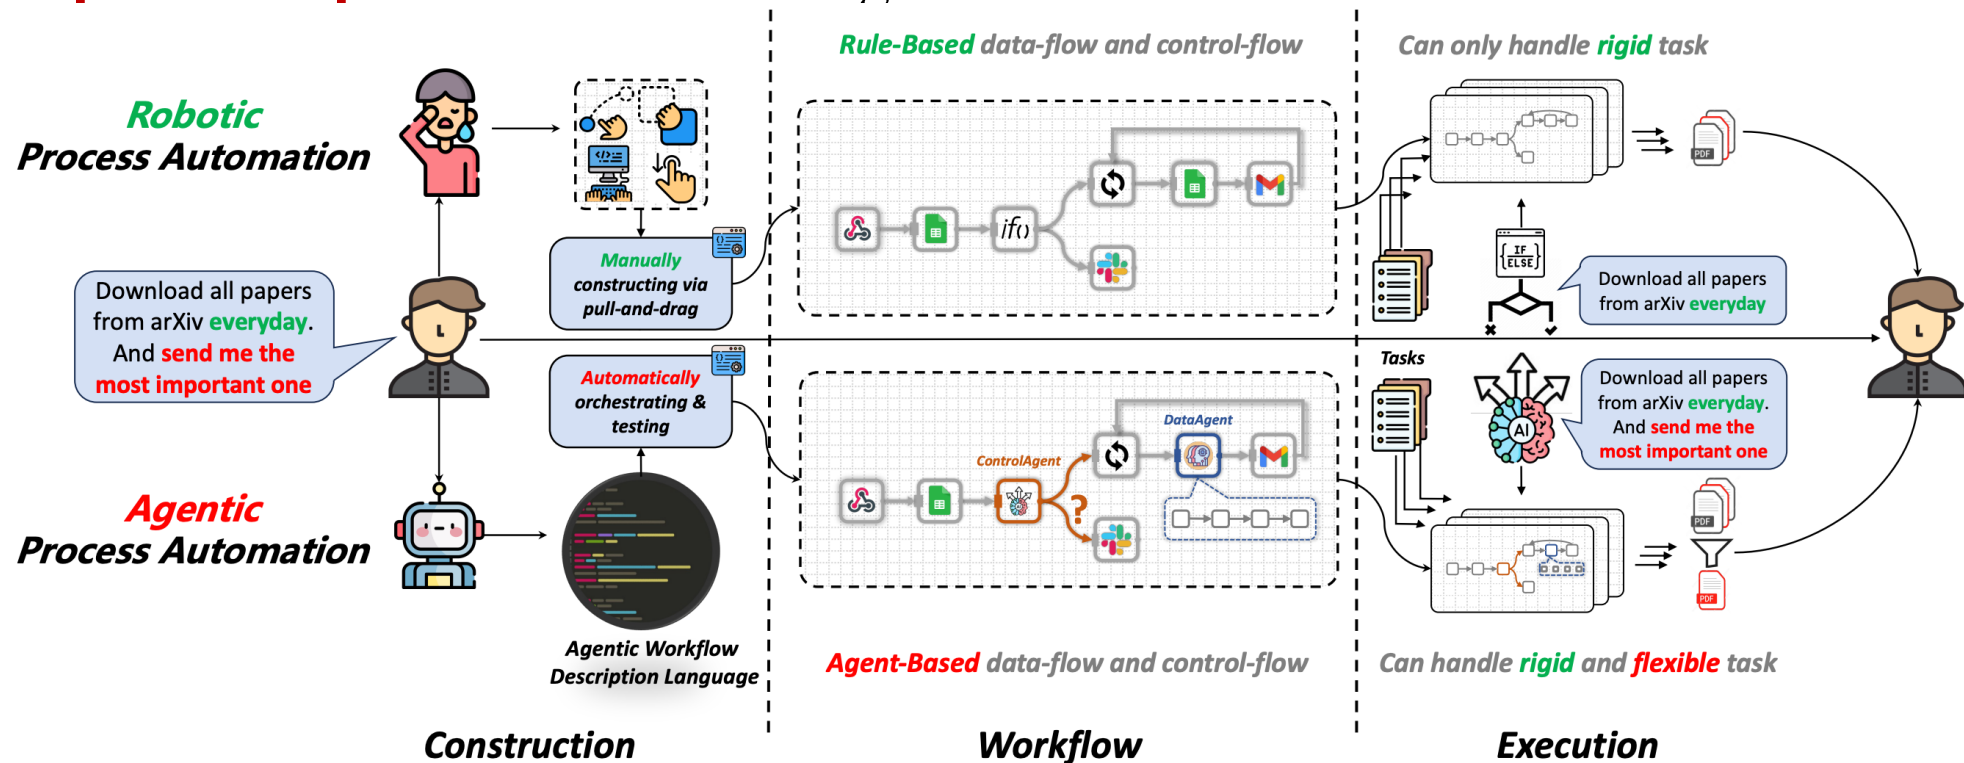 Rule-Based data-flow and control-flow
Can only handle rigid task
Robotic
Process Automation
if()
PDF
Manually
constructing via
pull-and-drag
IF
ELSE
Download all papers
from arXiv everyday
Download all papers
from arXiv everyday.
And send me the
most important one
Tasks
Automatically
orchestrating &
testing
Download all papers
from arXiv everyday.
And send me the
most important one
AI
DataAgent
ControlAgent
?
Agentic
Process Automation
PDF
PDF
Agentic Workflow
Description Language
Agent-Based data-flow and control-flow
Can handle rigid and flexible task
Construction
Workflow
Execution